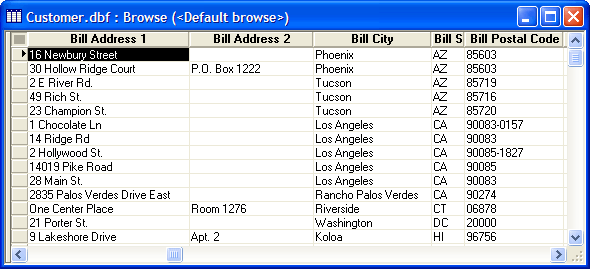 Customer.dbf : Browse (<Default browse>)
Bill Address 1 Bill Address 2 Bill City Bill S Bill Postal Code
16 Newbury Street Phoenix AZ 85603
30 Hollow Ridge Court P.O. Box 1222 Phoenix AZ 85603
2 E River Rd. Tucson AZ 85719
49 Rich St. Tucson AZ 85716
23 Champion St. Tucson AZ 85720
1 Chocolate Ln Los Angeles CA 90083-0157
14 Ridge Rd Los Angeles CA 90083
2 Hollywood St. Los Angeles CA 90085-1827
14019 Pike Road Los Angeles CA 90085
28 Main St. Los Angeles CA 90083
2835 Palos Verdes Drive East Rancho Palos Verdes CA 90274
One Center Place Room 1276 Riverside CT 06878
21 Porter St. Washington DC 20000
9 Lakeshore Drive Apt. 2 Koloa HI 96756